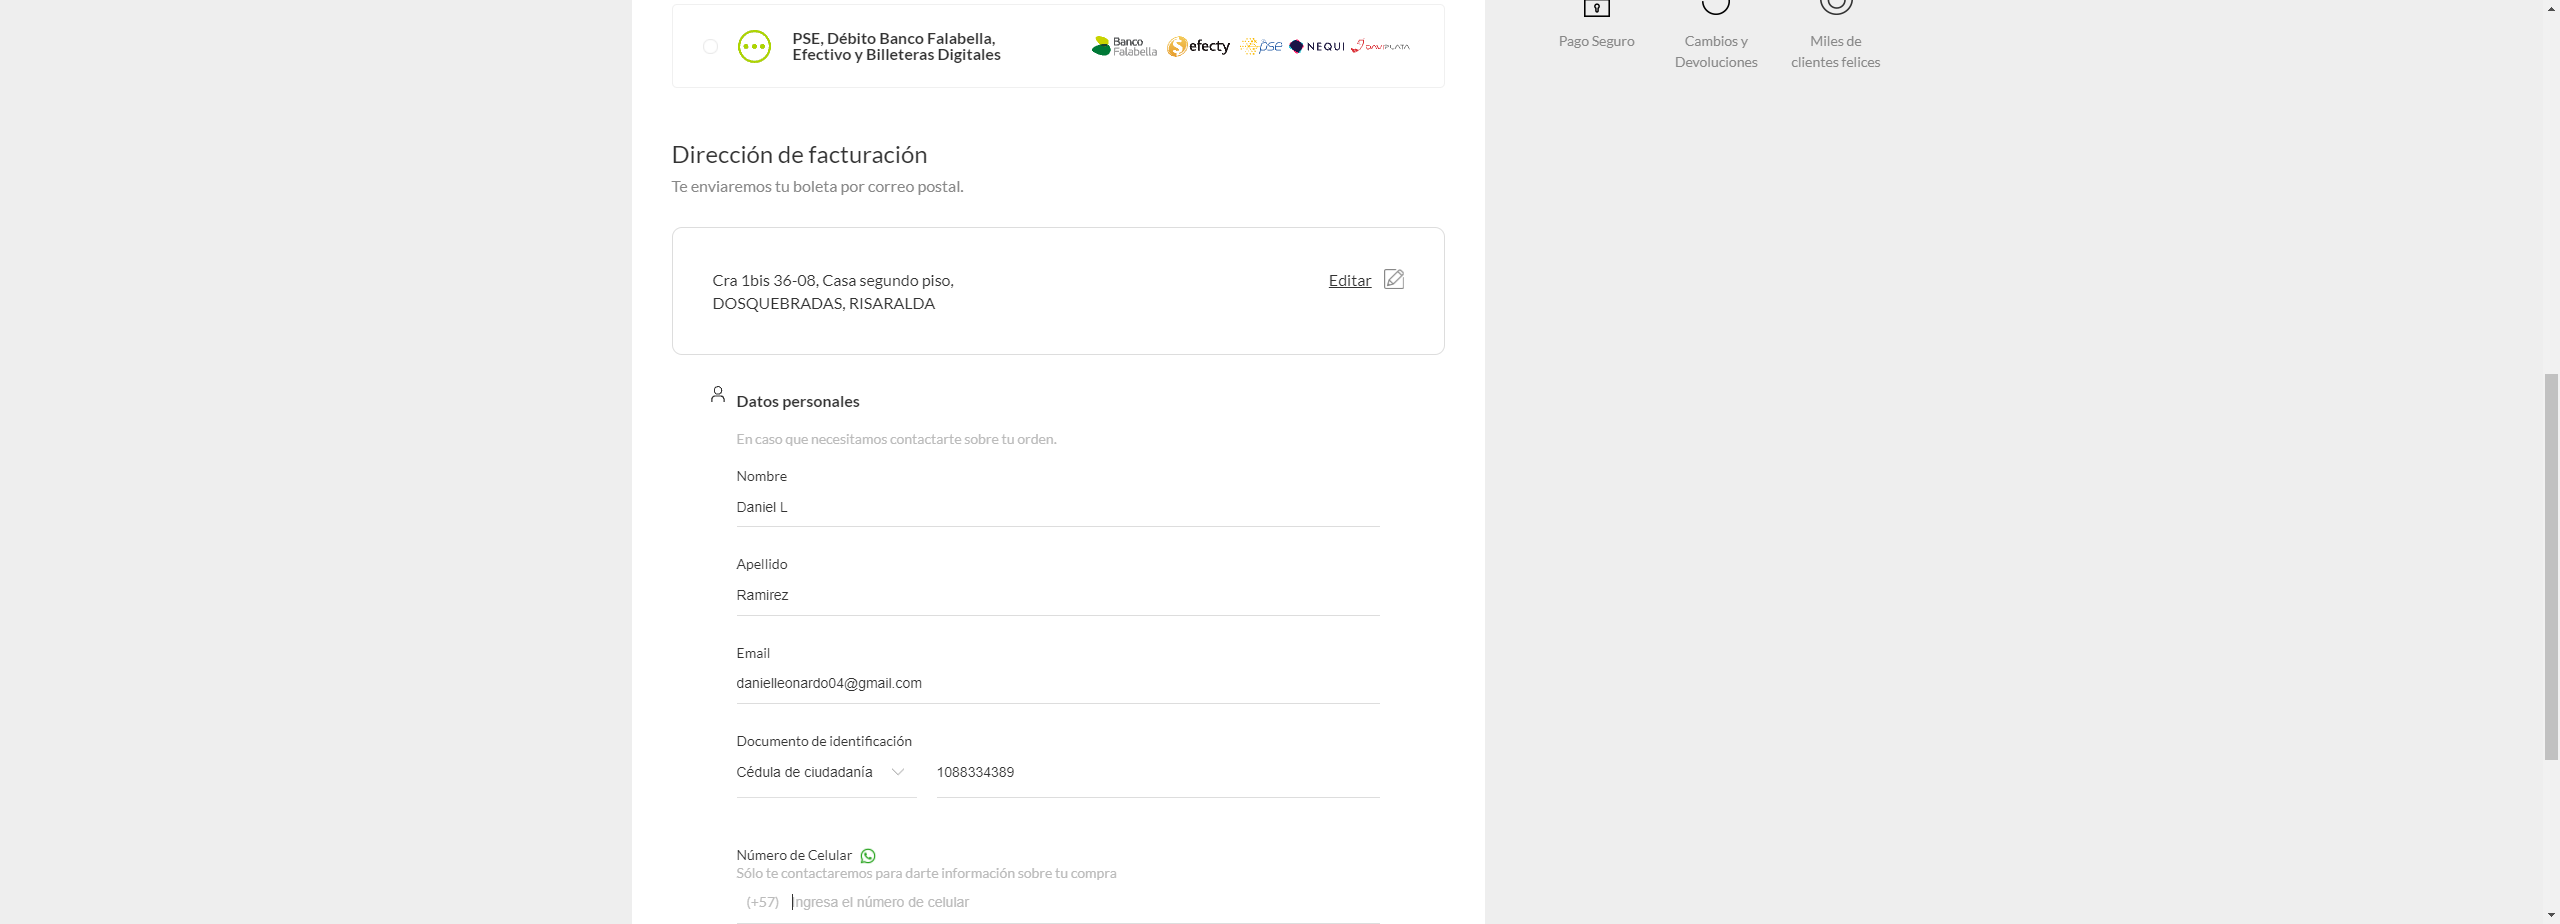 PSE, Débito Banco Falabella,
Efectivo y Billeteras Digitales
Banco
Falabella
efecty
pse
NEQUI
DAVIPLATA
Pago Seguro
Cambios y
Devoluciones
Miles de
clientes felices
Dirección de facturación
Te enviaremos tu boleta por correo postal.
Cra 1bis 36-08, Casa segundo piso,
DOSQUEBRADAS, RISARALDA
Editar
Datos personales
En caso que necesitamos contactarte sobre tu orden.
Nombre
Daniel L
Apellido
Ramirez
Email
danielleonardo04@gmail.com
Documento de identificación
Cédula de ciudadanía
1088334389
Número de Celular
Sólo te contactaremos para darte información sobre tu compra
(+57) Ingresa el número de celular